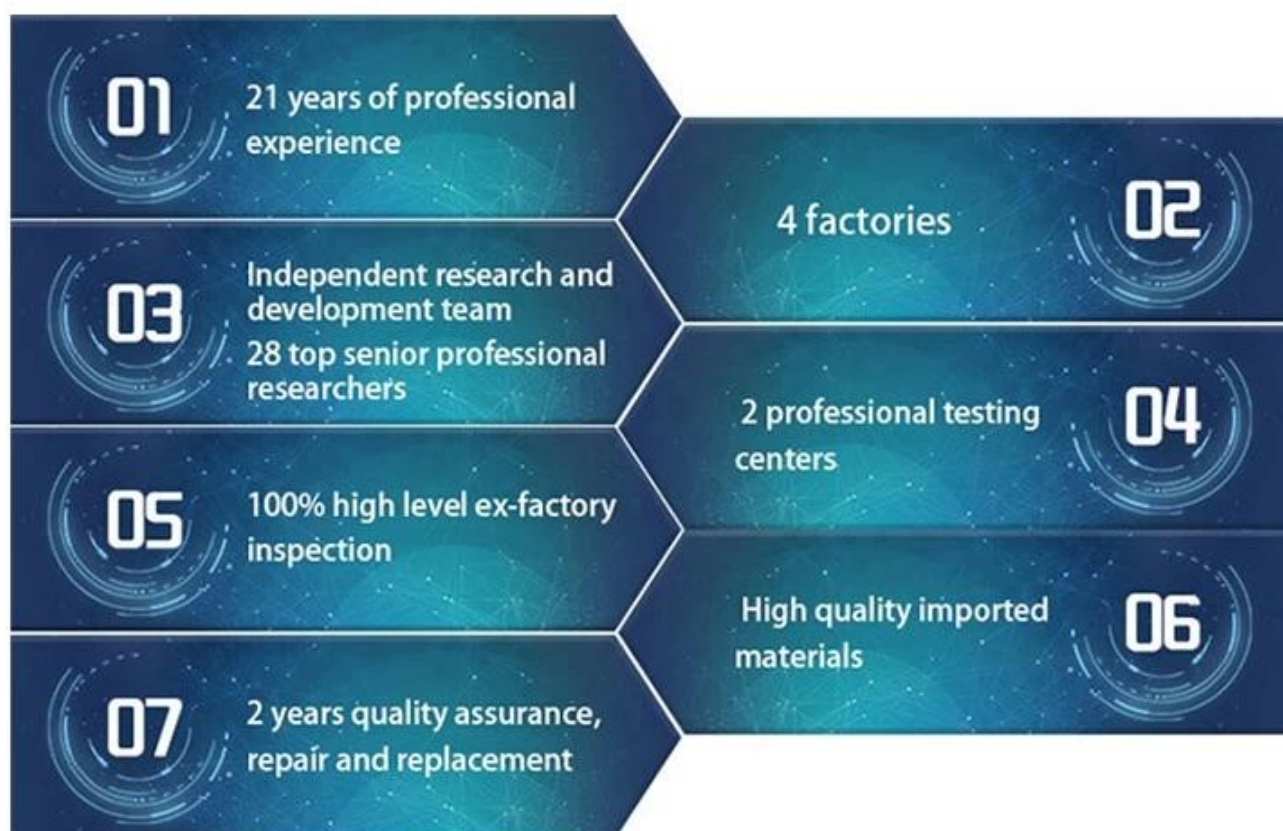 01
21 years of professional
experience
02
4 factories
03
Independent research and
development team
28 top senior professional
researchers
04
2 professional testing
centers
05
100% high level ex-factory
inspection
06
High quality imported
materials
07
2 years quality assurance,
repair and replacement